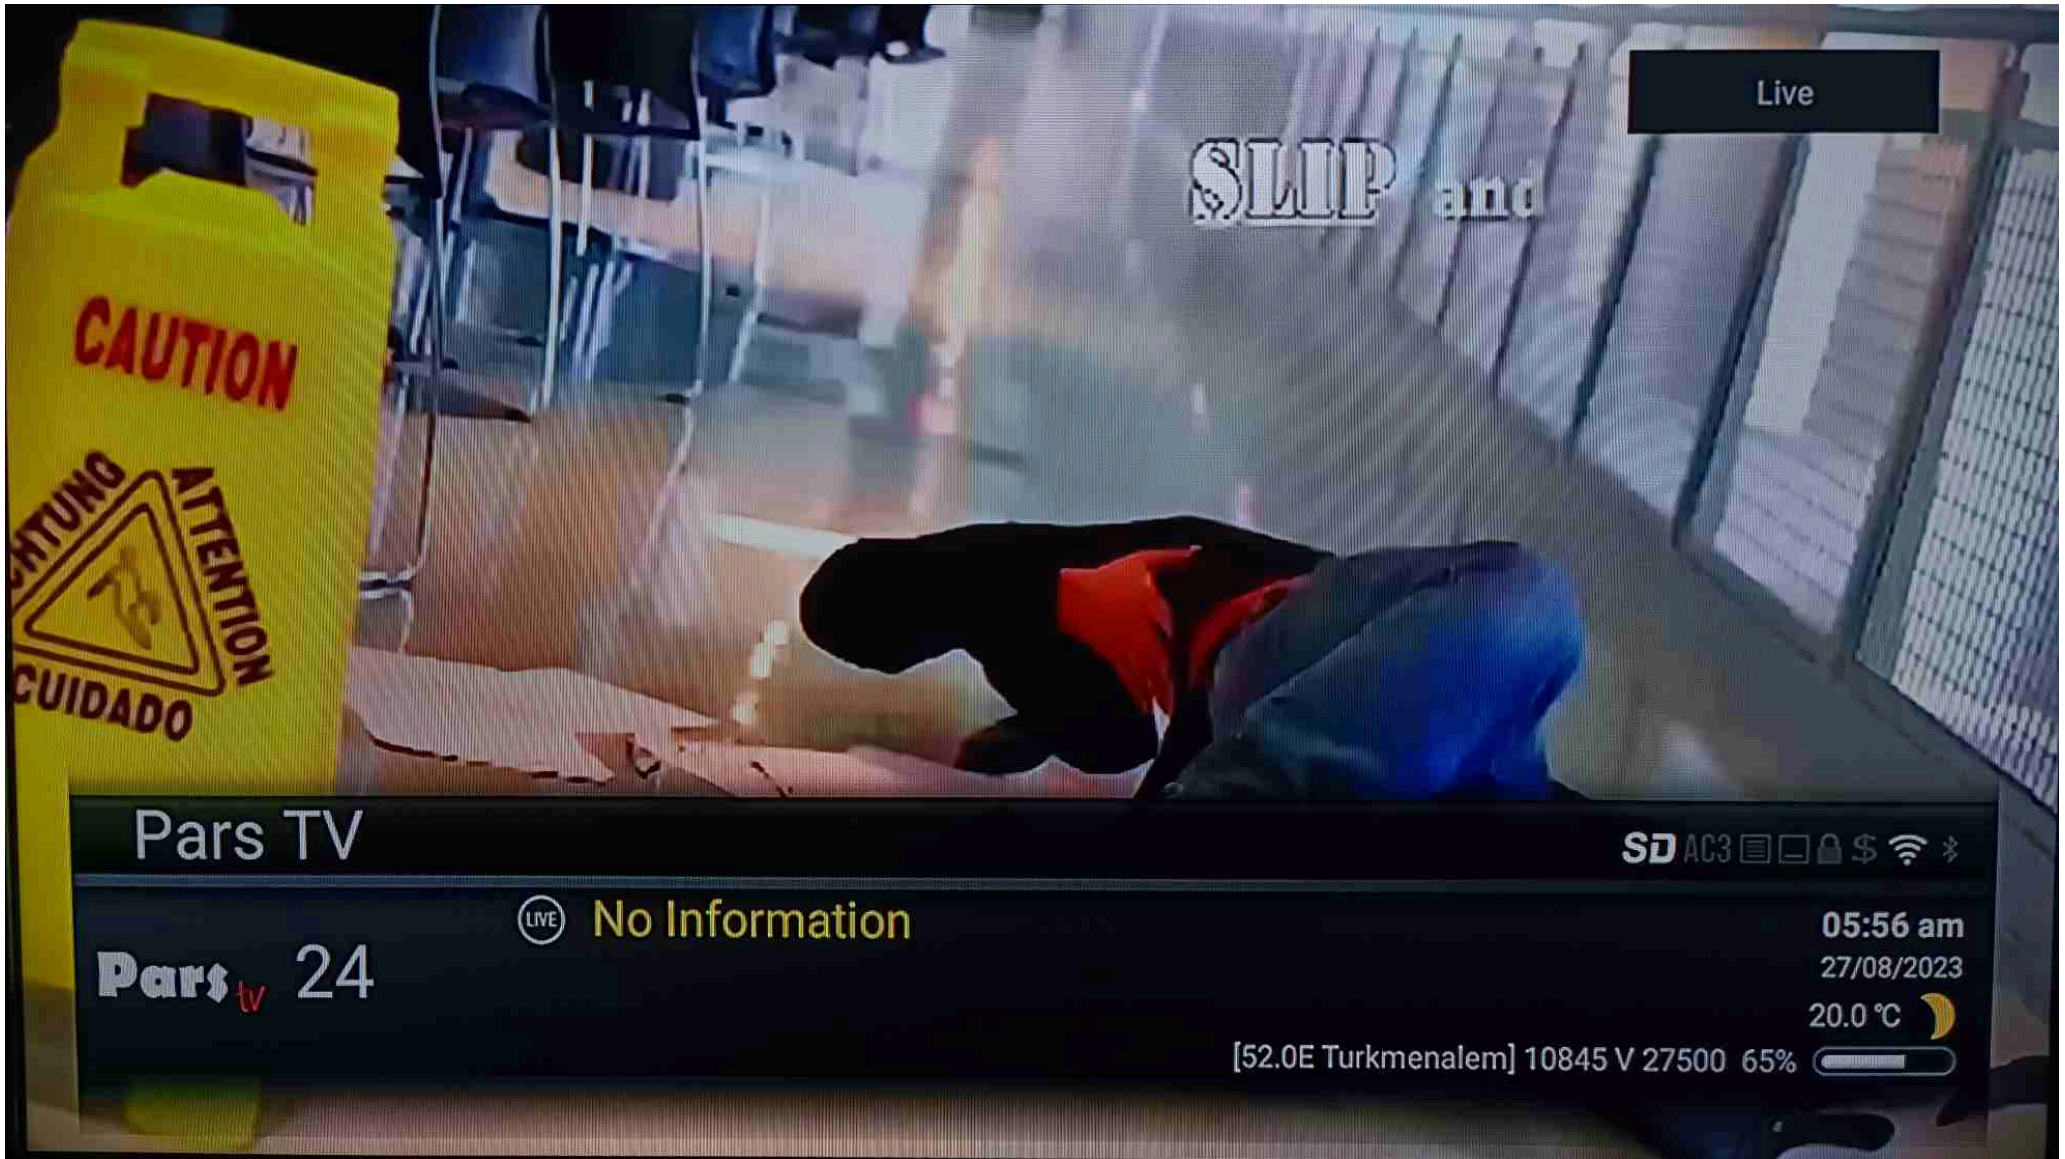 Live
SLIP and
CAUTION
CHTUNG
ATTENTION
CUIDADO
Pars TV
SD AC3 $
LIVE No Information
05:56 am
Pars tv 24
27/08/2023
20.0 °C
[52.0E Turkmenalem] 10845 V 27500 65%